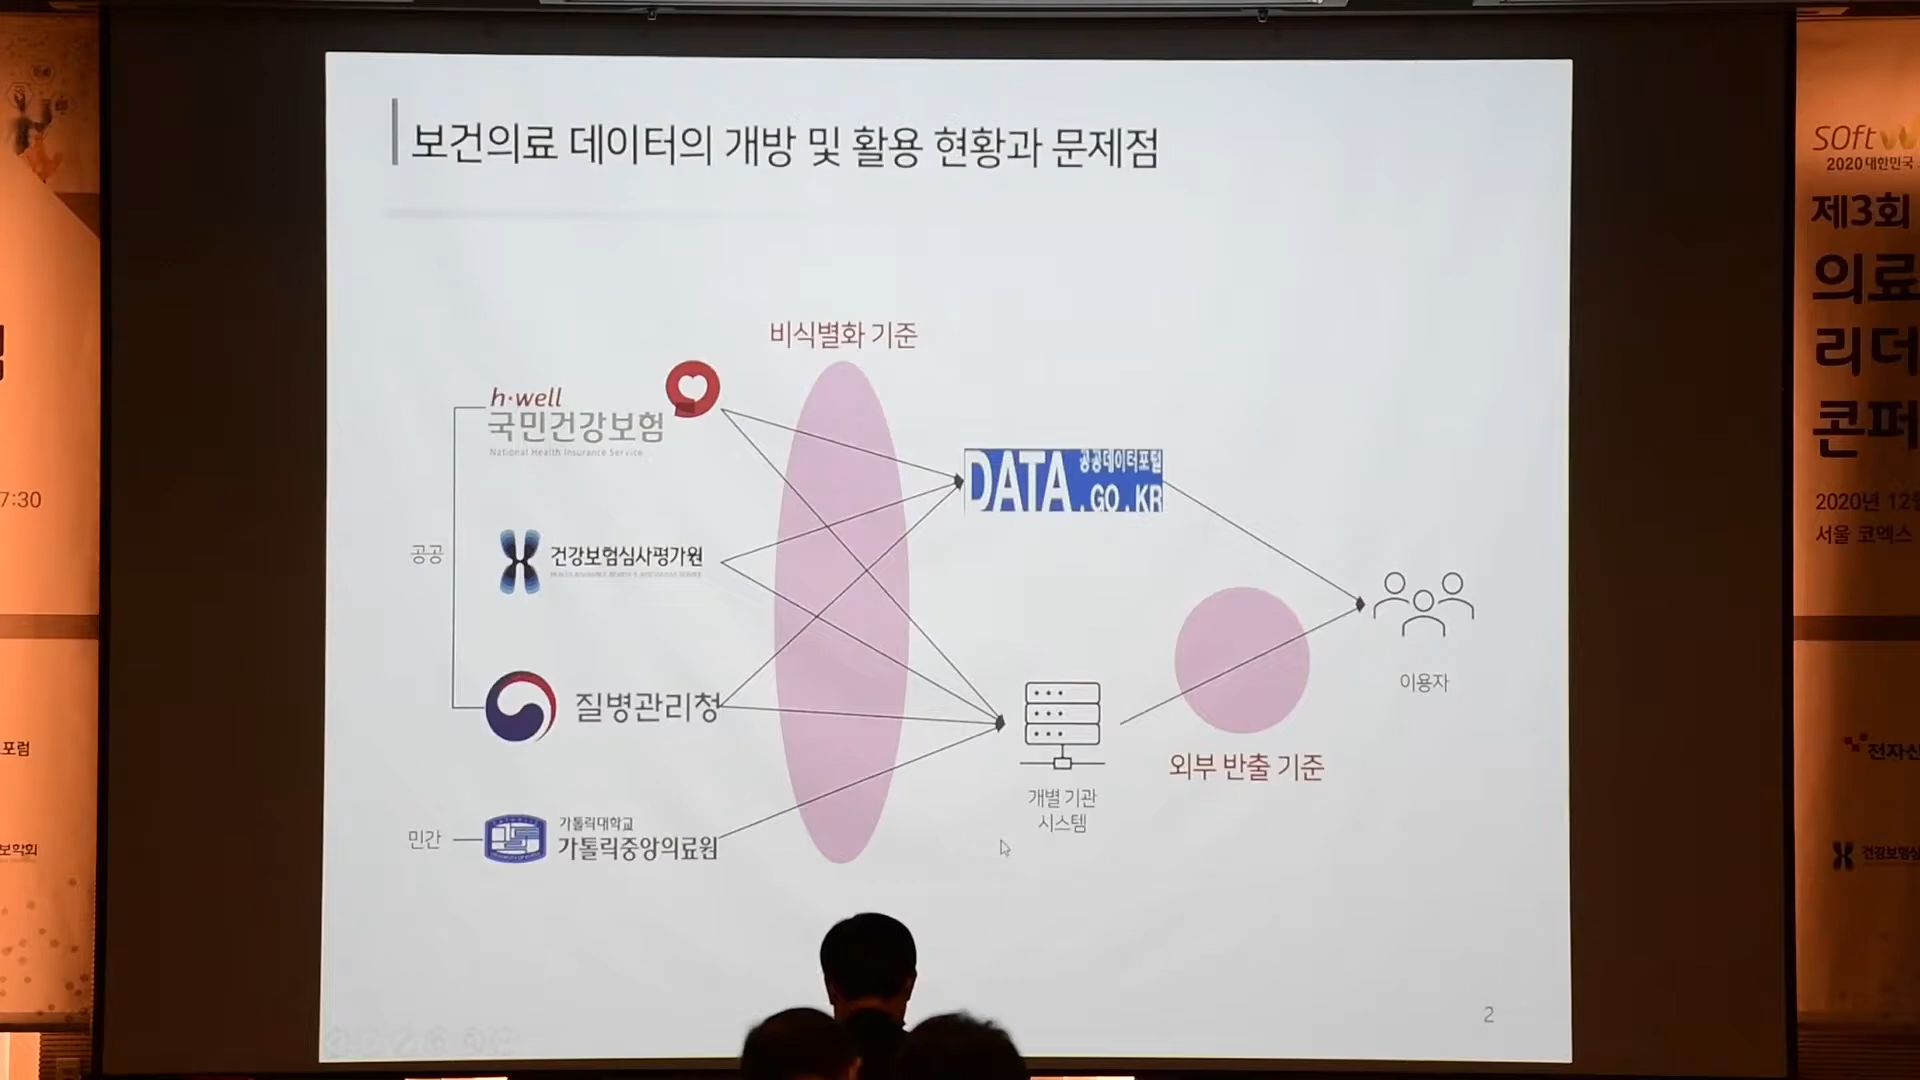 보건의료 데이터의 개방 및 활용 현황과 문제점
비식별화 기준
h·well
국민건강보험
National Health Insurance Service
공공
건강보험심사평가원
질병관리청
민간
가톨릭대학교
가톨릭중앙의료원
DATA 공공데이터포털
.GO.KR
개별 기관
시스템
외부 반출 기준
이용자
2
7:30
포럼
보학회
SOftW
2020 대한민국
제3회
의료
리더
콘퍼
2020년 12월
서울 코엑스
전자신
건강보험심